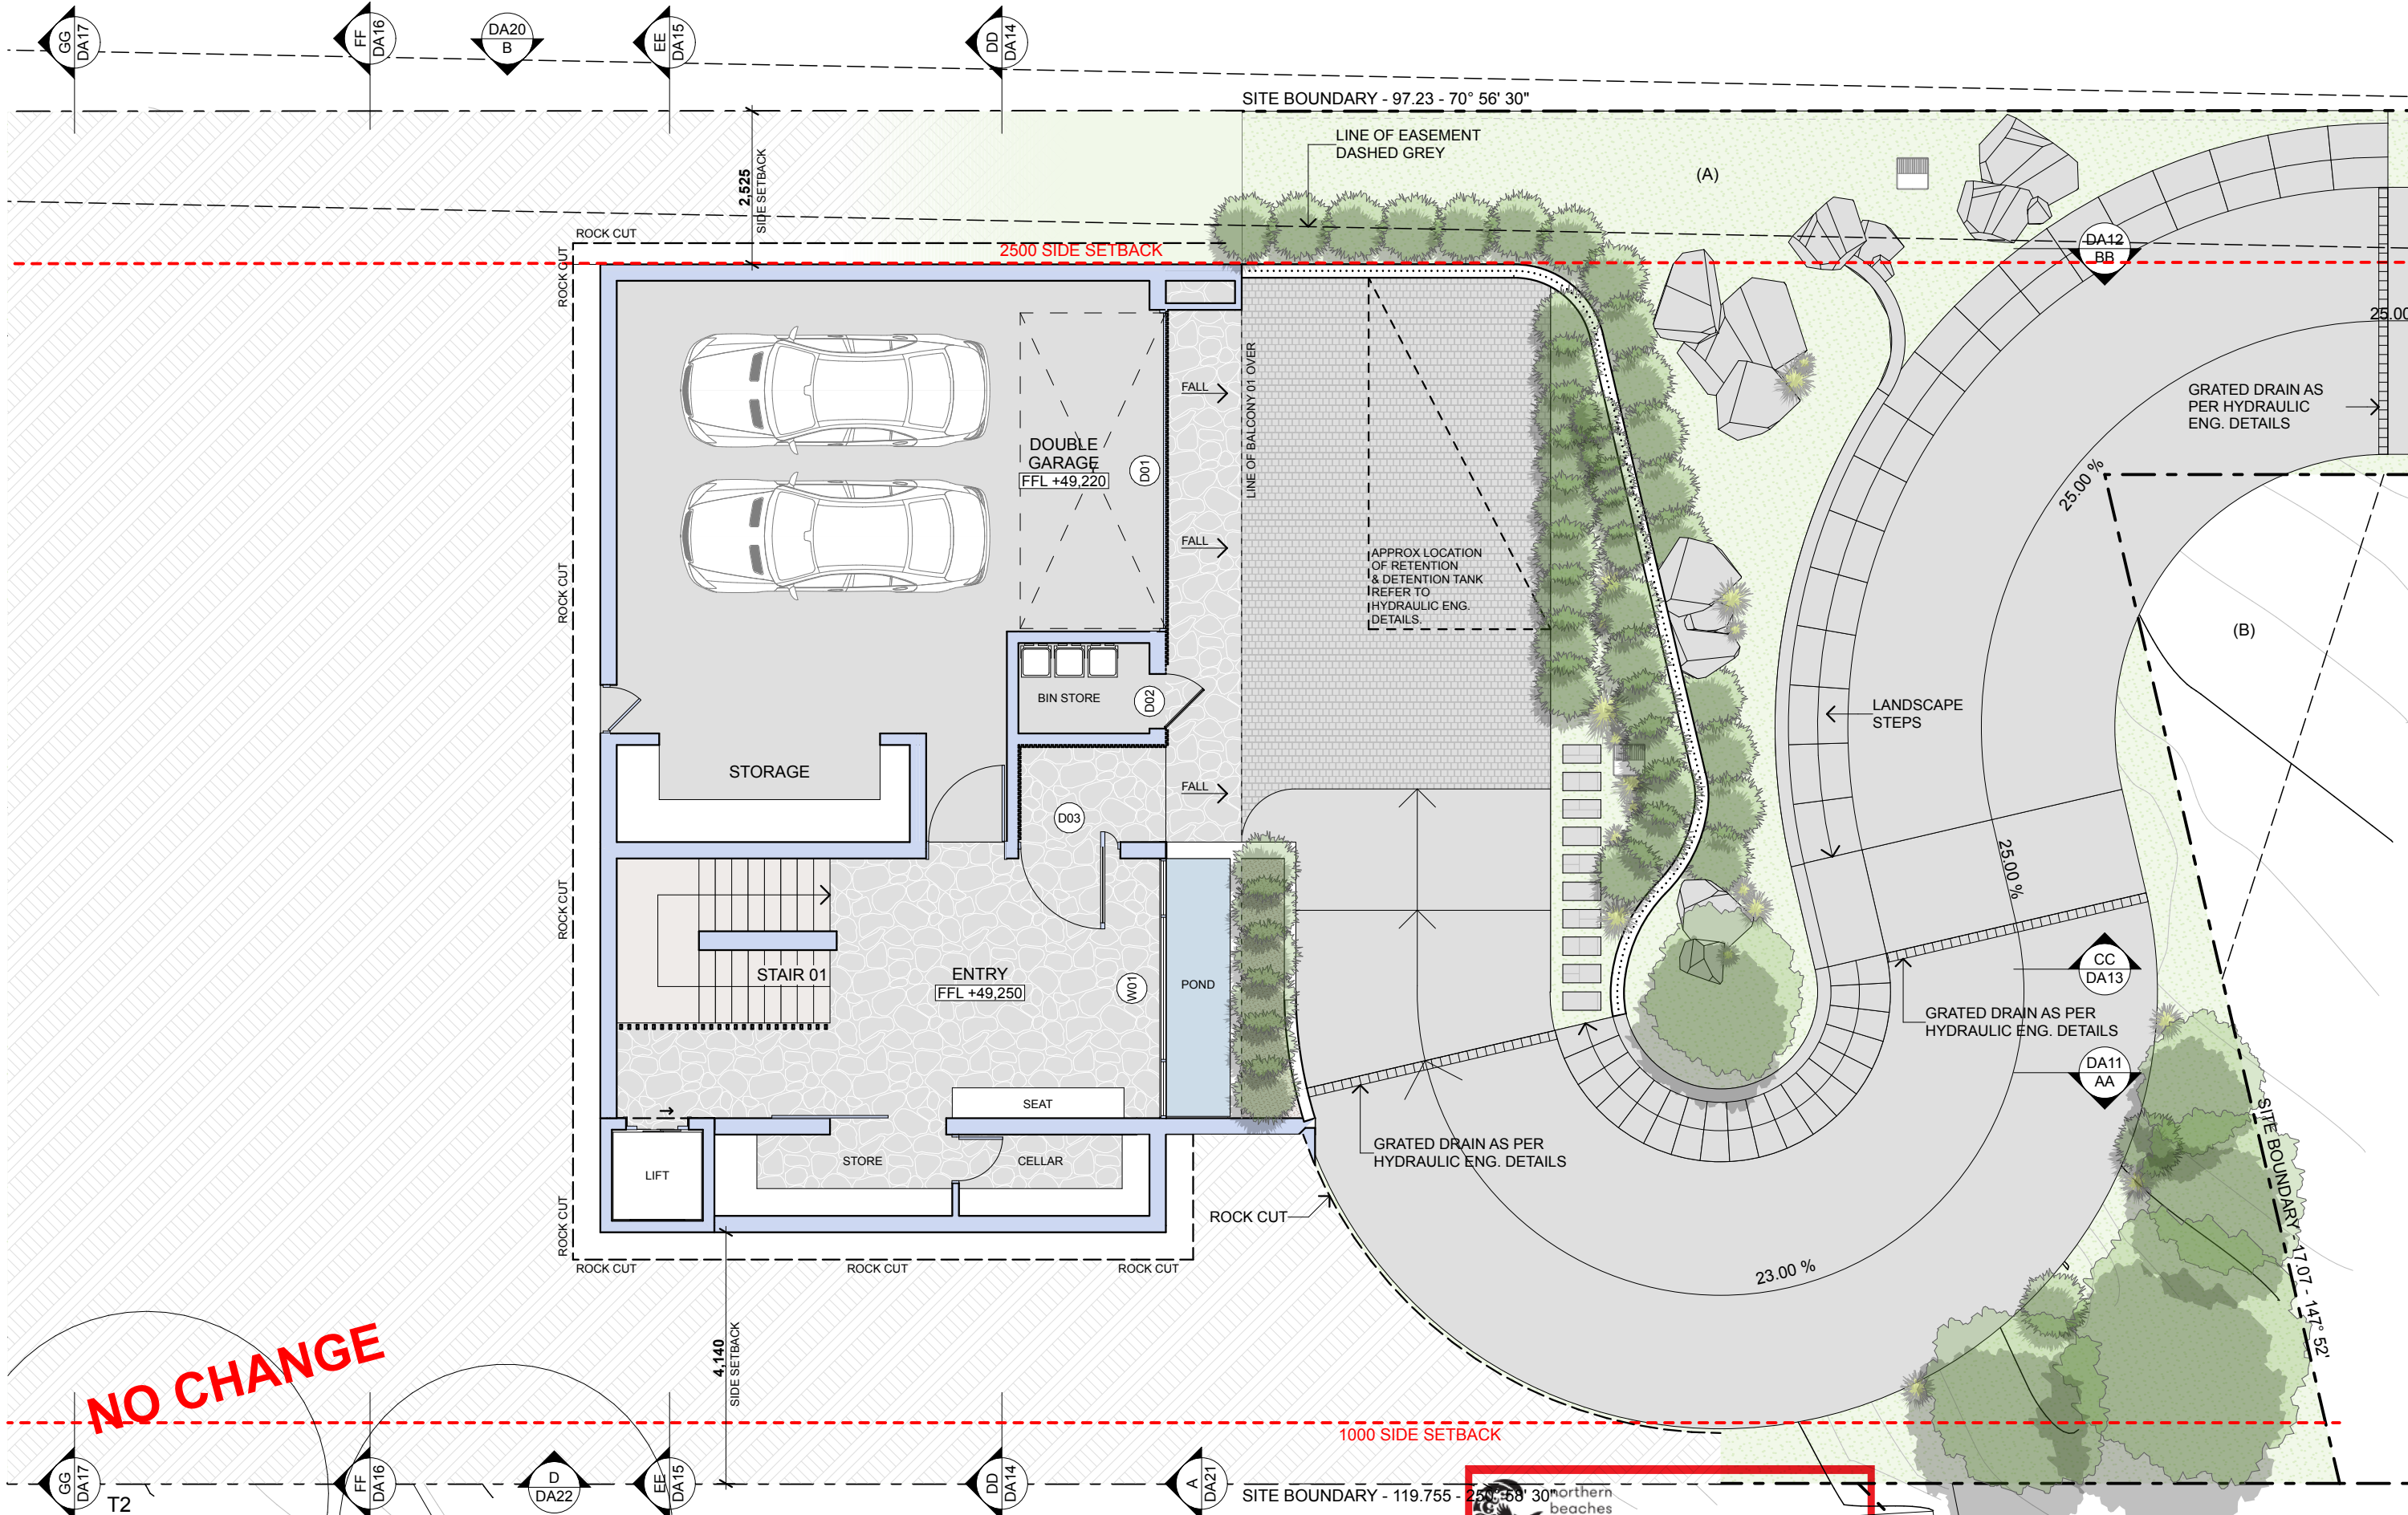 GG
DA17
FF
DA16
DA20
B
EE
DA15
DD
DA14
SITE BOUNDARY - 97.23 - 70° 56' 30"
LINE OF EASEMENT
DASHED GREY
(A)
2,525
SIDE SETBACK
ROCK CUT
2500 SIDE SETBACK
DA12
BB
ROCK CUT
25.00
LINE OF BALCONY 01 OVER
FALL
GRATED DRAIN AS
PER HYDRAULIC
ENG. DETAILS
DOUBLE
GARAGE
FFL +49,220
D01
25.00 %
FALL
APPROX LOCATION
OF RETENTION
& DETENTION TANK
REFER TO
HYDRAULIC ENG.
DETAILS.
ROCK CUT
(B)
BIN STORE
D02
LANDSCAPE
STEPS
STORAGE
FALL
D03
25.00 %
ROCK CUT
STAIR 01
ENTRY
FFL +49,250
W01
POND
CC
DA13
GRATED DRAIN AS PER
HYDRAULIC ENG. DETAILS
DA11
AA
SEAT
SITE BOUNDARY - 17.07 - 147° 52'
GRATED DRAIN AS PER
HYDRAULIC ENG. DETAILS
STORE
CELLAR
LIFT
ROCK CUT
ROCK CUT
ROCK CUT
ROCK CUT
ROCK CUT
23.00 %
4,140
SIDE SETBACK
NO CHANGE
1000 SIDE SETBACK
GG
DA17
T2
FF
DA16
D
DA22
EE
DA15
DD
DA14
A
DA21
SITE BOUNDARY - 119.755 - 58' 30"
northern
beaches